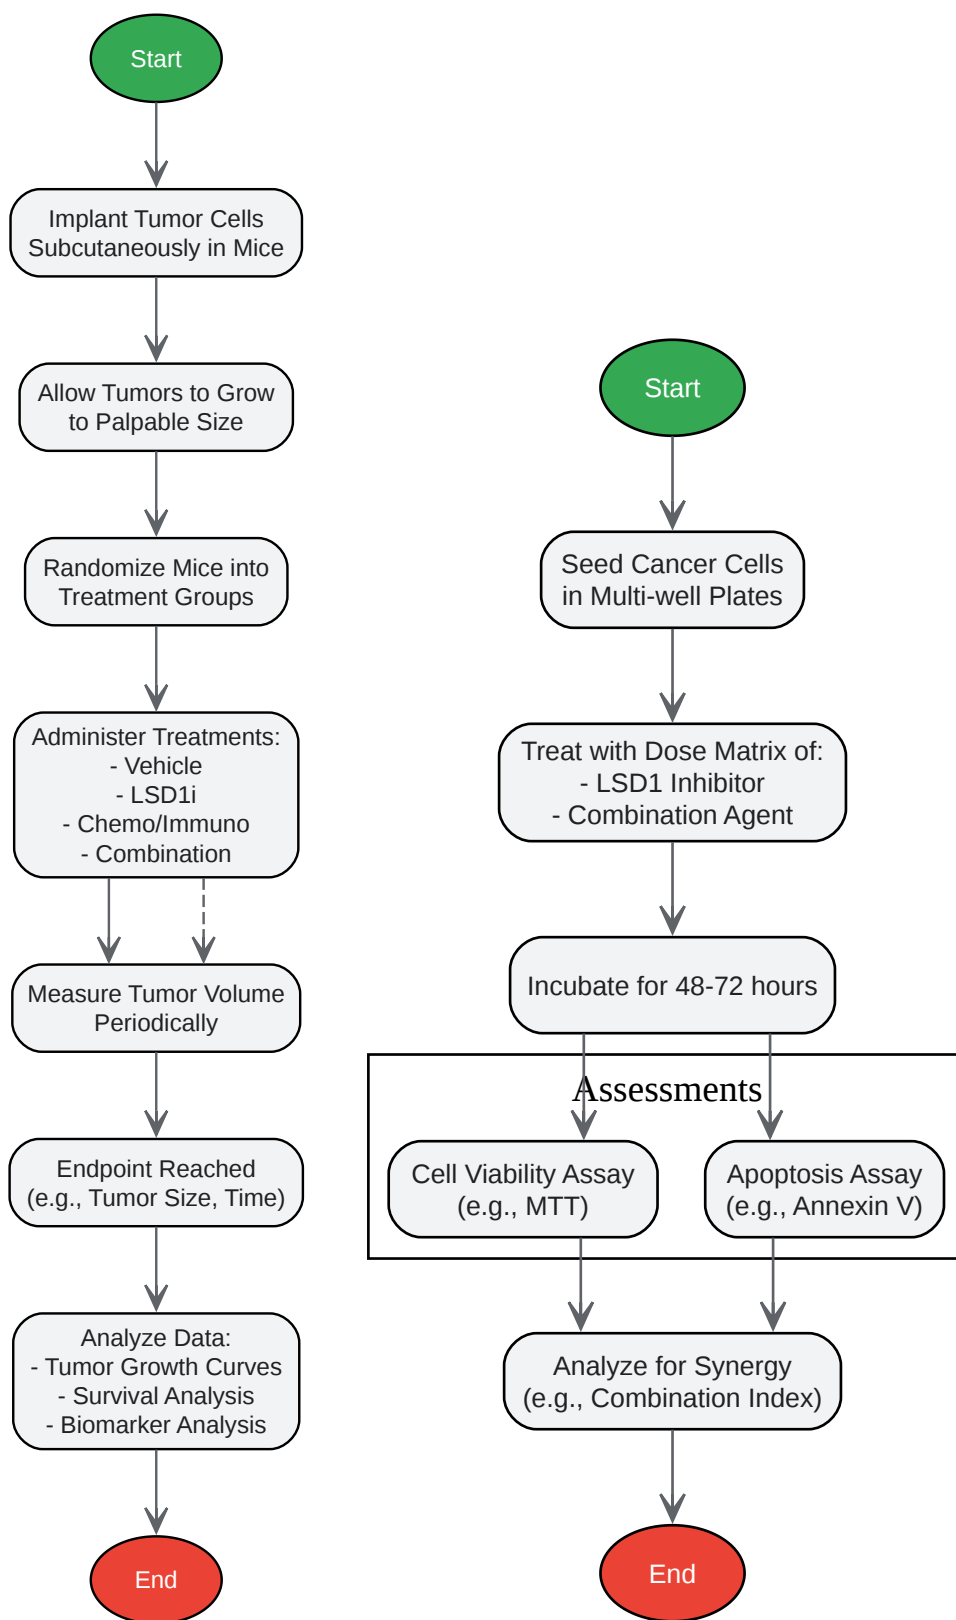 Start
Implant Tumor Cells
Subcutaneously in Mice
Allow Tumors to Grow
to Palpable Size
Randomize Mice into
Treatment Groups
Administer Treatments:
- Vehicle
- LSD1i
- Chemo/Immuno
- Combination
Measure Tumor Volume
Periodically
Endpoint Reached
(e.g., Tumor Size, Time)
Analyze Data:
- Tumor Growth Curves
- Survival Analysis
- Biomarker Analysis
End
Start
Seed Cancer Cells
in Multi-well Plates
Treat with Dose Matrix of:
- LSD1 Inhibitor
- Combination Agent
Incubate for 48-72 hours
Assessments
Cell Viability Assay
(e.g., MTT)
Apoptosis Assay
(e.g., Annexin V)
Analyze for Synergy
(e.g., Combination Index)
End